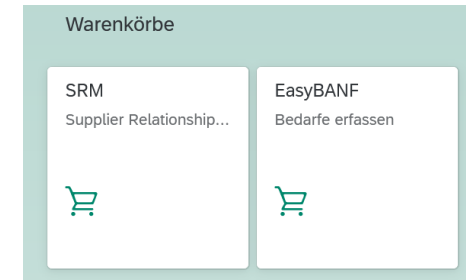 Warenkörbe
SRM
Supplier Relationship...
EasyBANF
Bedarfe erfassen